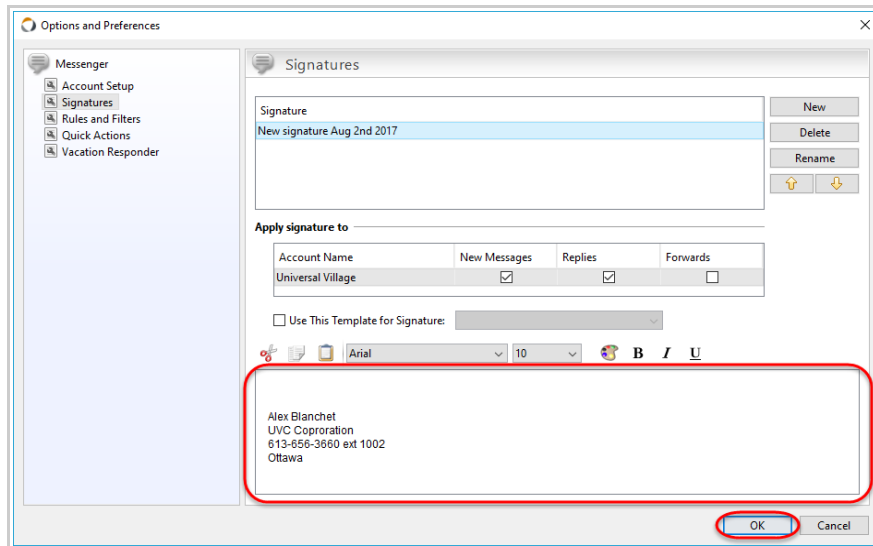 Options and Preferences
Messenger
Account Setup
Signatures
Rules and Filters
Quick Actions
Vacation Responder
Signatures
Signature
New signature Aug 2nd 2017
New
Delete
Rename
Apply signature to
Account Name New Messages Replies Forwards
Universal Village
Use This Template for Signature:
Arial 10 B I U
Alex Blanchet
UVC Coproration
613-656-3660 ext 1002
Ottawa
OK Cancel